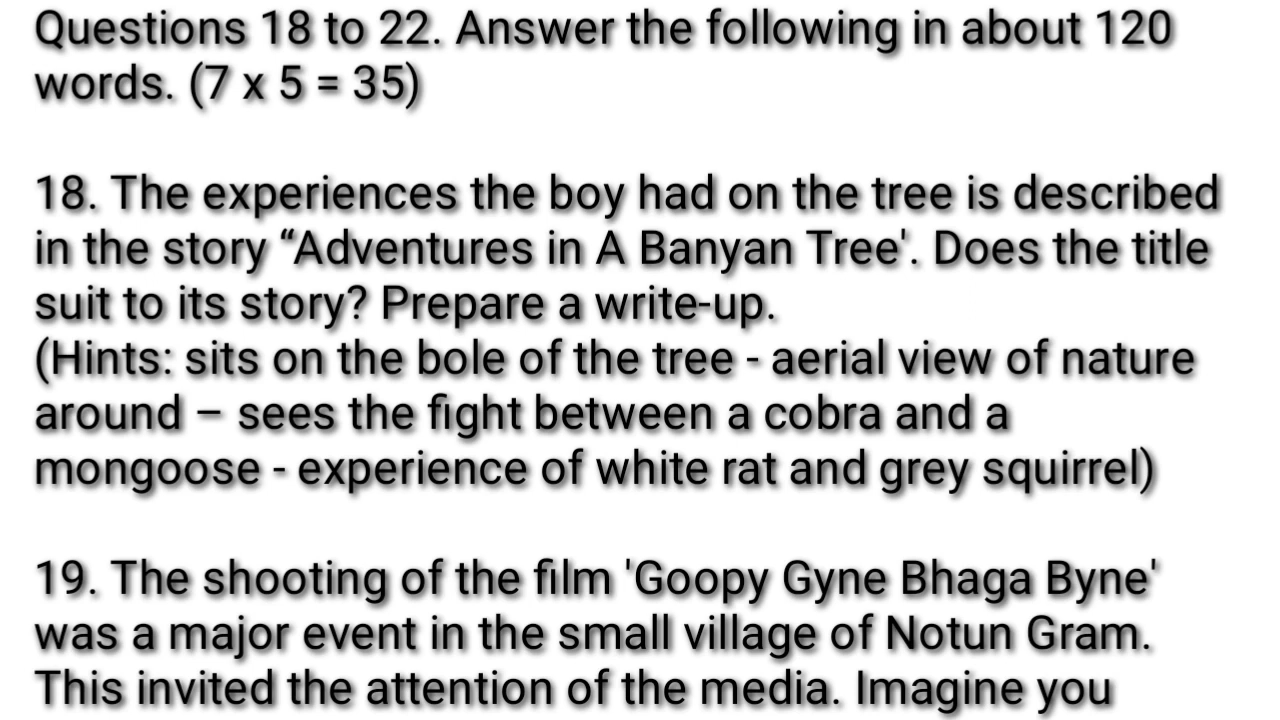 Questions 18 to 22. Answer the following in about 120
words. (7 x 5 = 35)
18. The experiences the boy had on the tree is described
in the story “Adventures in A Banyan Tree'. Does the title
suit to its story? Prepare a write-up.
(Hints: sits on the bole of the tree - aerial view of nature
around – sees the fight between a cobra and a
mongoose - experience of white rat and grey squirrel)
19. The shooting of the film 'Goopy Gyne Bhaga Byne'
was a major event in the small village of Notun Gram.
This invited the attention of the media. Imagine you